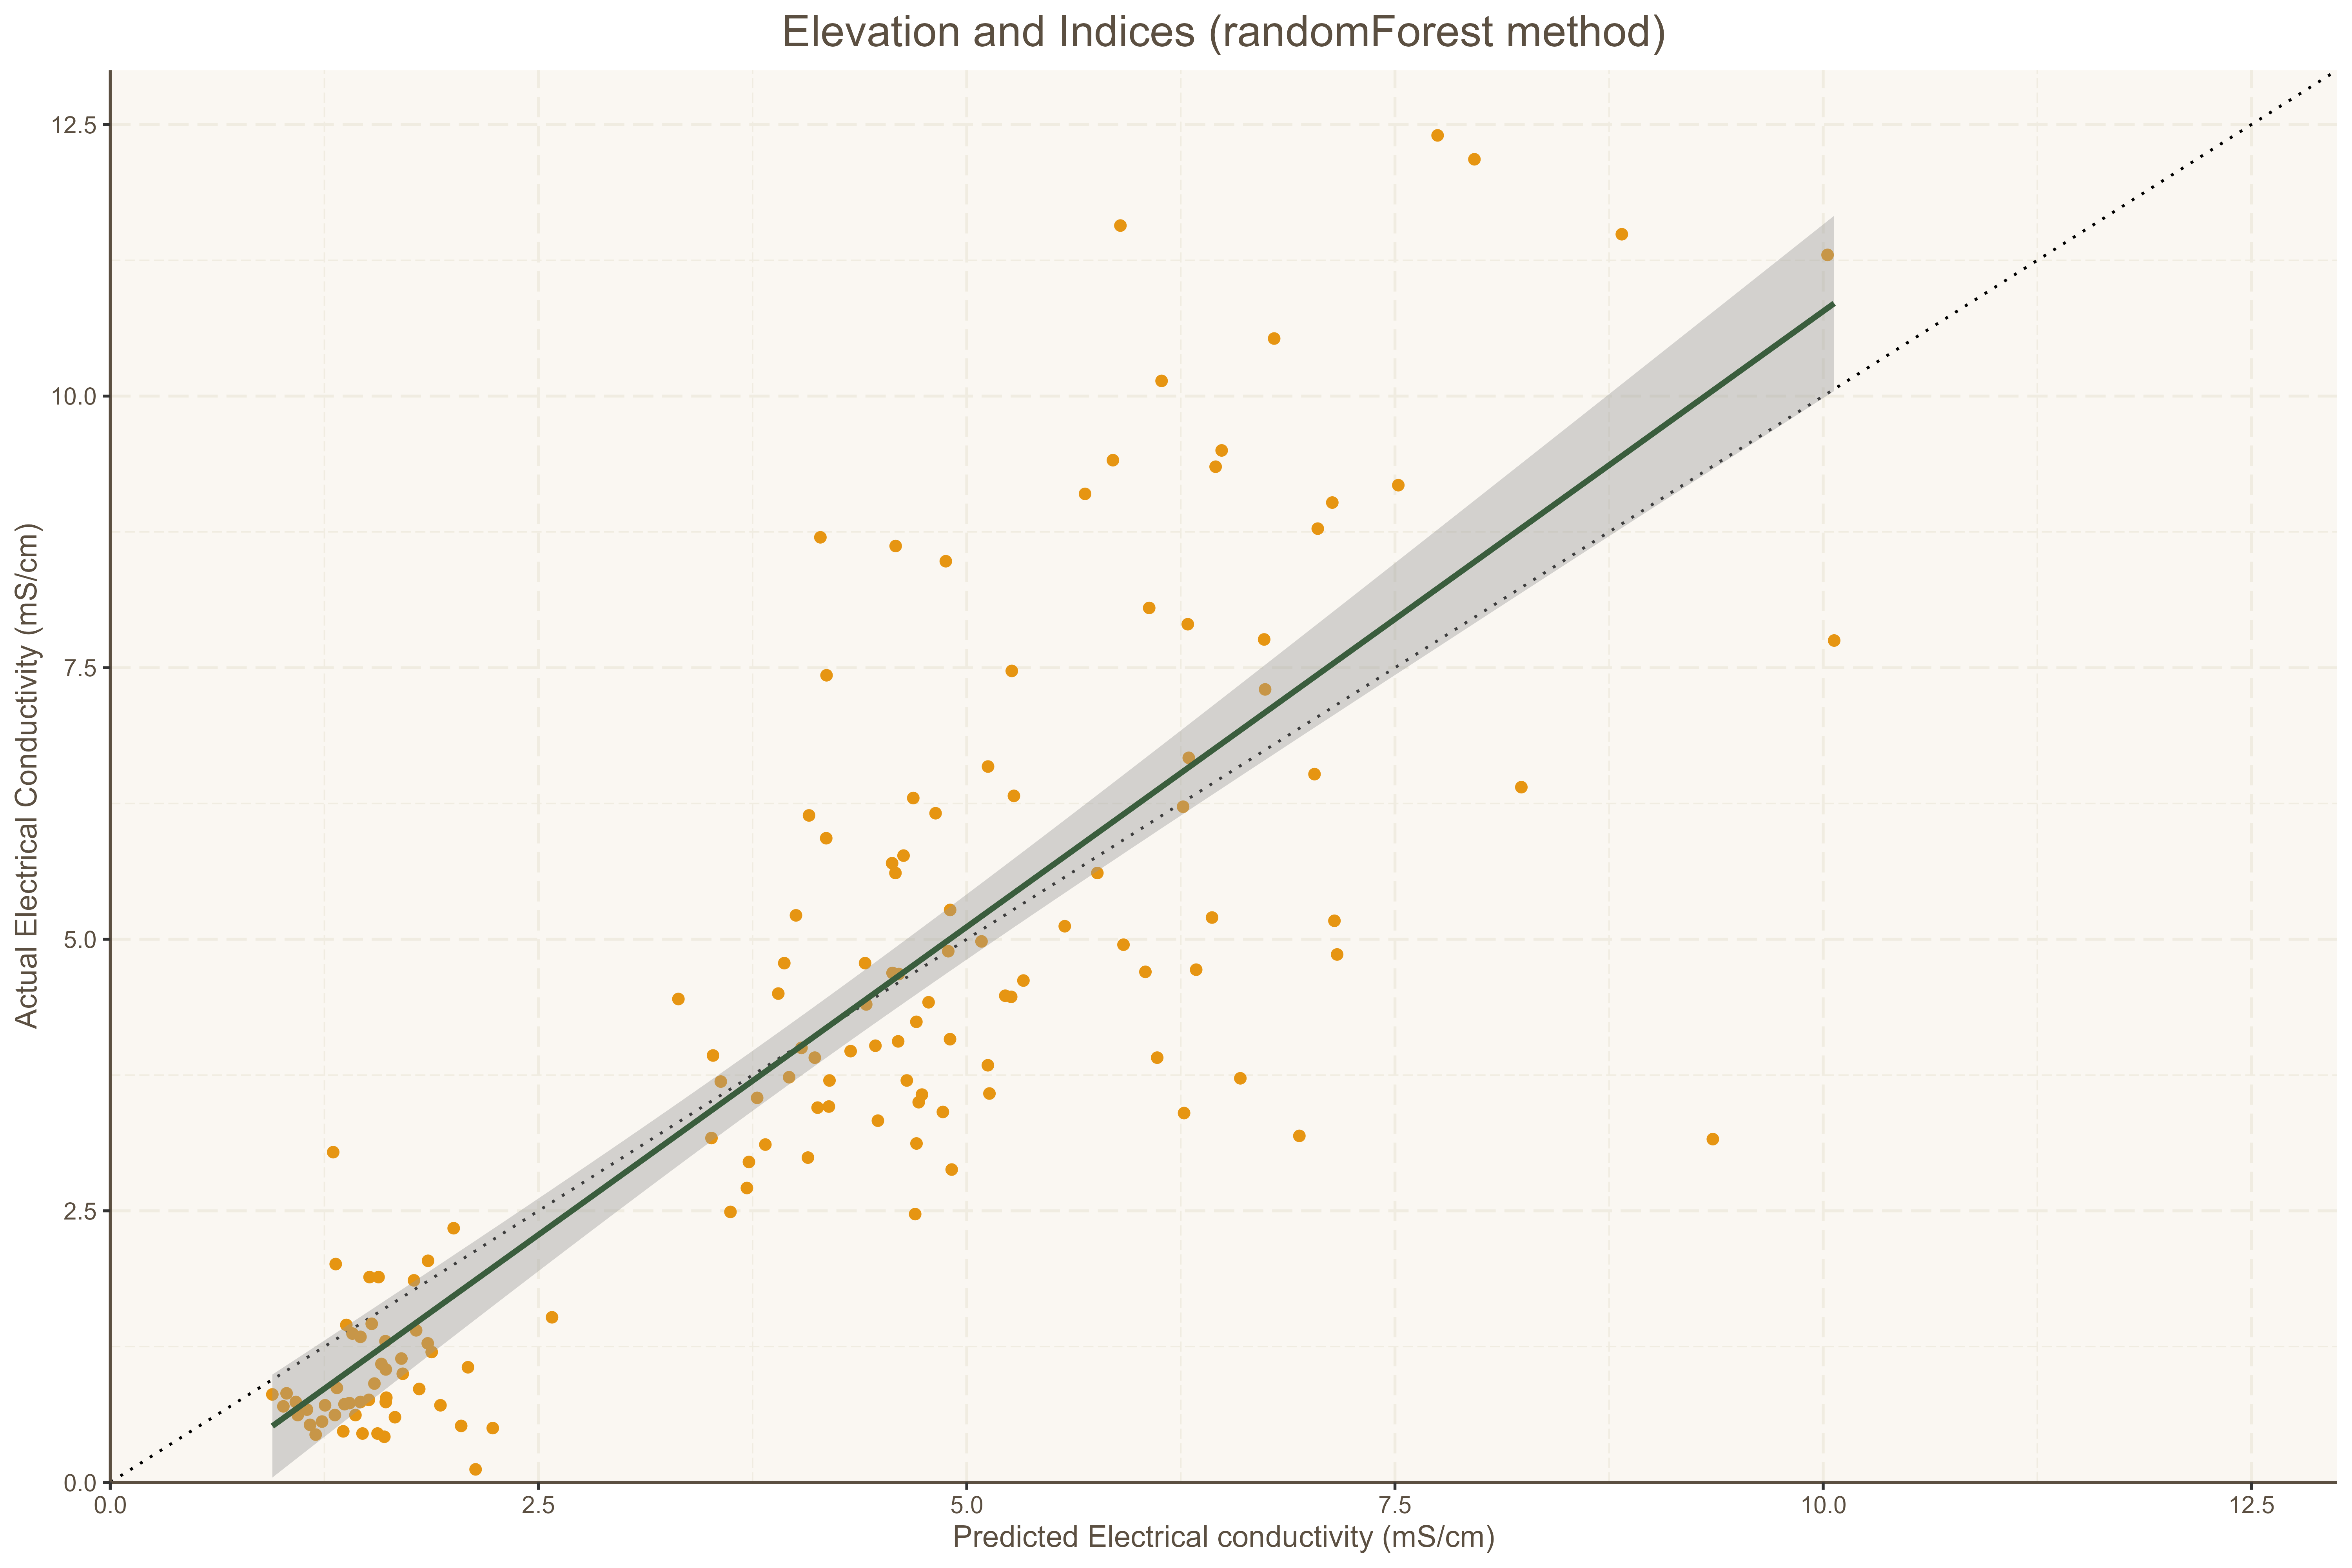 Elevation and Indices (randomForest method)
12.5
10.0
7.5
5.0
2.5
0.0
Actual Electrical Conductivity (mS/cm)
0.0 2.5 5.0 7.5 10.0 12.5
Predicted Electrical conductivity (mS/cm)